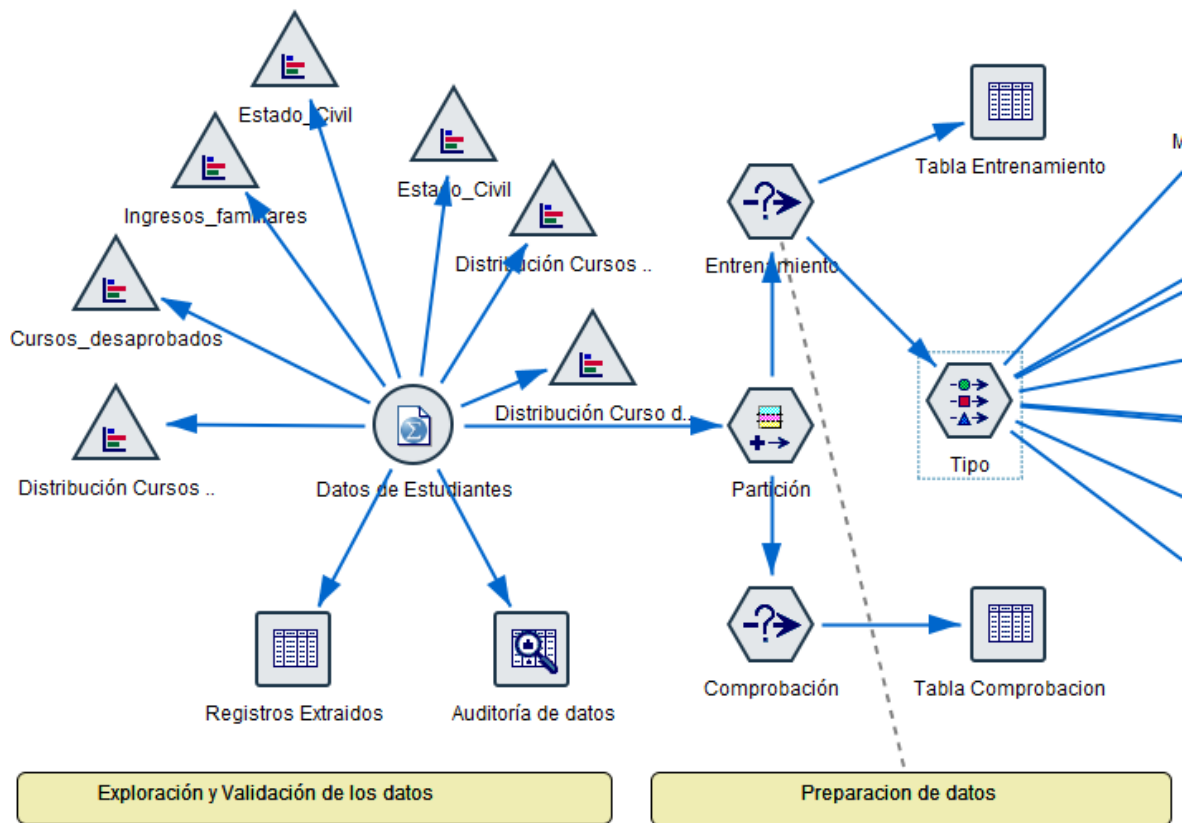 Estado_Civil
M
Estado_Civil
Tabla Entrenamiento
Ingresos_familiares
Distribución Cursos ..
Entrenamiento
Cursos_desaprobados
Distribución Curso d..
Tipo
Distribución Cursos ..
Datos de Estudiantes
Partición
Comprobación
Tabla Comprobacion
Registros Extraidos
Auditoría de datos
Exploración y Validación de los datos
Preparacion de datos